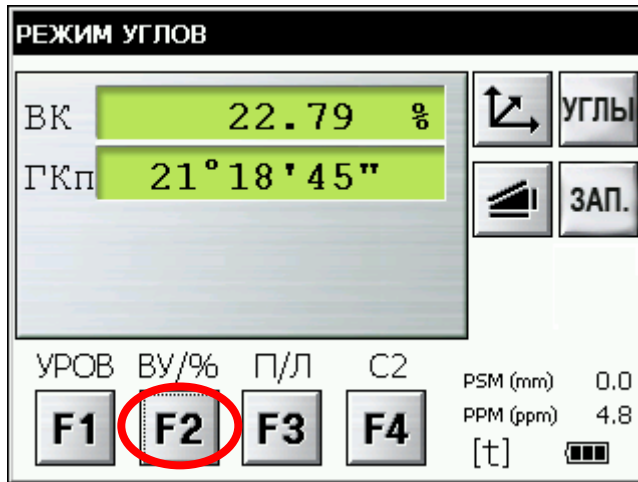 РЕЖИМ УГЛОВ
ВК 22.79 %
ГКп 21°18'45"
УГЛЫ
ЗАП.
УРОВ ВУ/% П/Л С2
F1 F2 F3 F4
PSM (mm) 0.0
PPM (ppm) 4.8
[t]